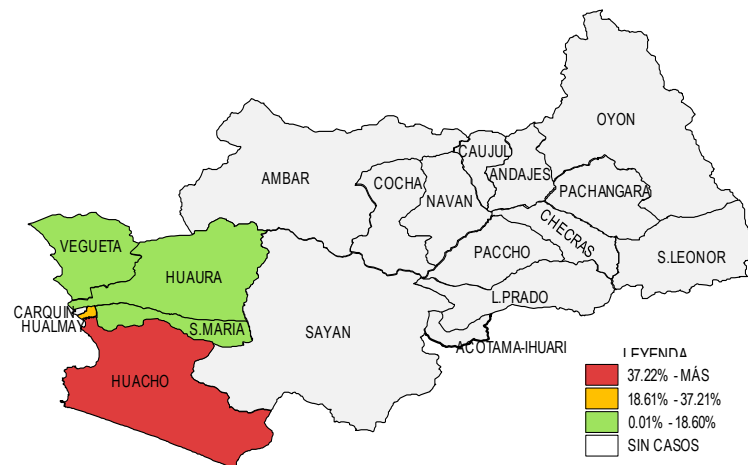 OYON
CAUJUL
ANDAJES
AMBAR
COCHA
NAVAN
PACHANGARA
CHECRAS
VEGUETA
HUAURA
PACCHO
S.LEONOR
L.PRADO
CARQUIN
HUALMAY
S.MARIA
SAYAN
ACOTAMA-IHUARI
HUACHO
LEYENDA
37.22% - MÁS
18.61% - 37.21%
0.01% - 18.60%
SIN CASOS